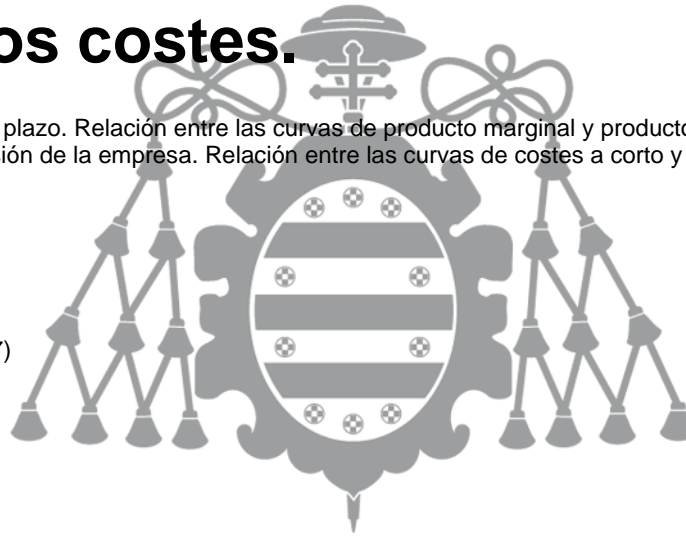 os costes.
plazo. Relación entre las curvas de producto marginal y producto
sión de la empresa. Relación entre las curvas de costes a corto y
)